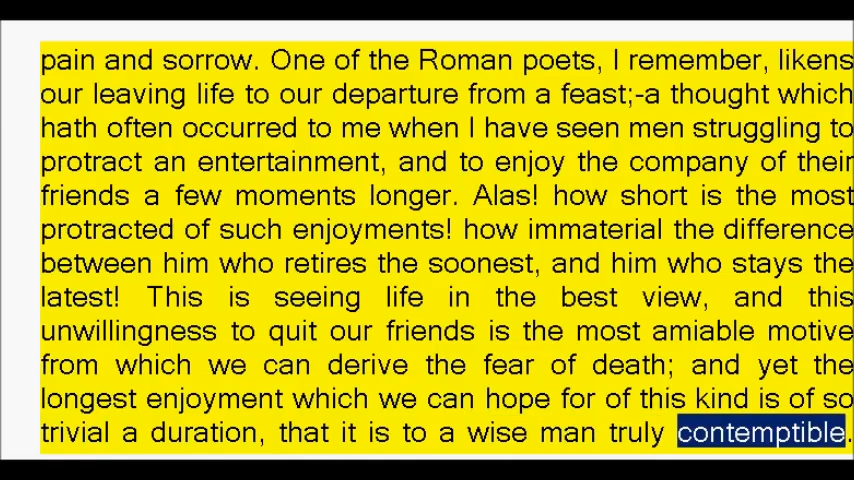 pain and sorrow. One of the Roman poets, I remember, likens
our leaving life to our departure from a feast;-a thought which
hath often occurred to me when I have seen men struggling to
protract an entertainment, and to enjoy the company of their
friends a few moments longer. Alas! how short is the most
protracted of such enjoyments! how immaterial the difference
between him who retires the soonest, and him who stays the
latest! This is seeing life in the best view, and this
unwillingness to quit our friends is the most amiable motive
from which we can derive the fear of death; and yet the
longest enjoyment which we can hope for of this kind is of so
trivial a duration, that it is to a wise man truly contemptible.